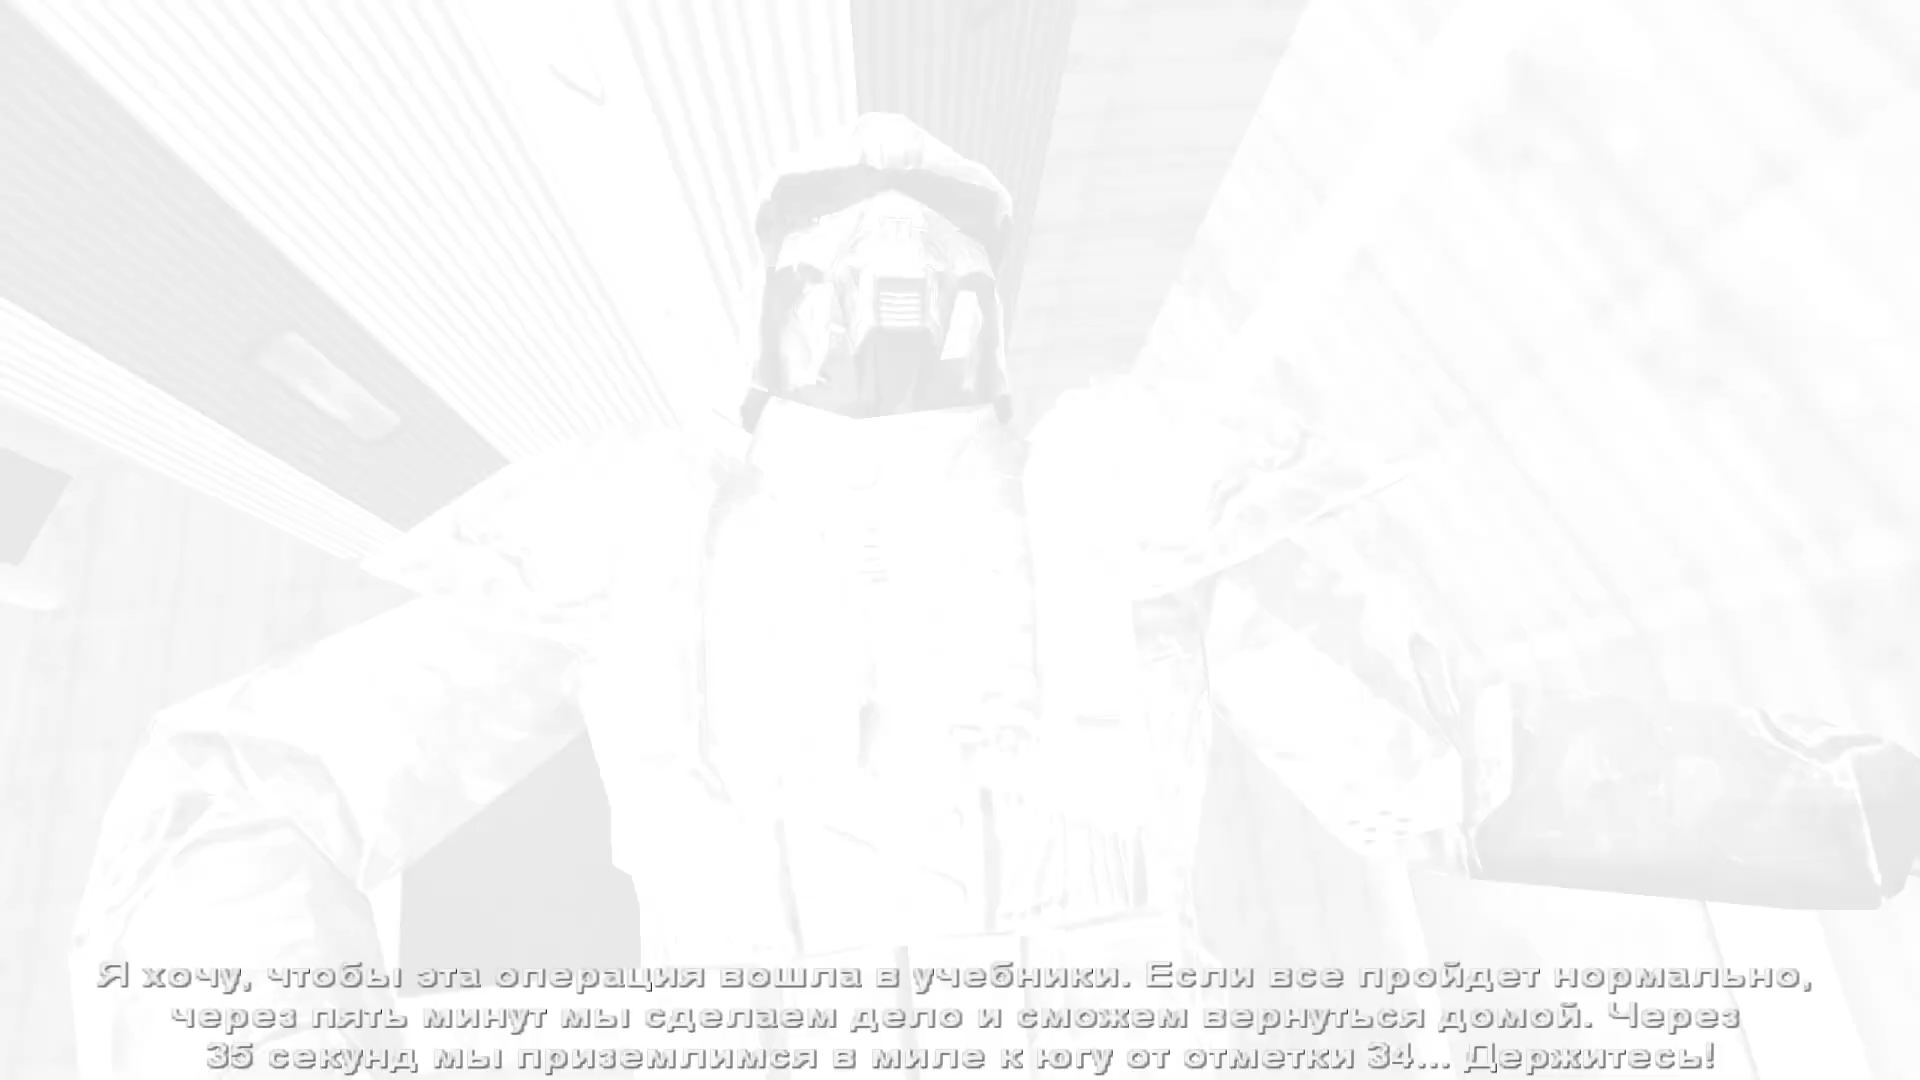 Я хочу, чтобы эта операция вошла в учебники. Если все пройдет нормально,
через пять минут мы сделаем дело и сможем вернуться домой. Через
35 секунд мы приземлимся в миле к югу от отметки 34... Держитесь!